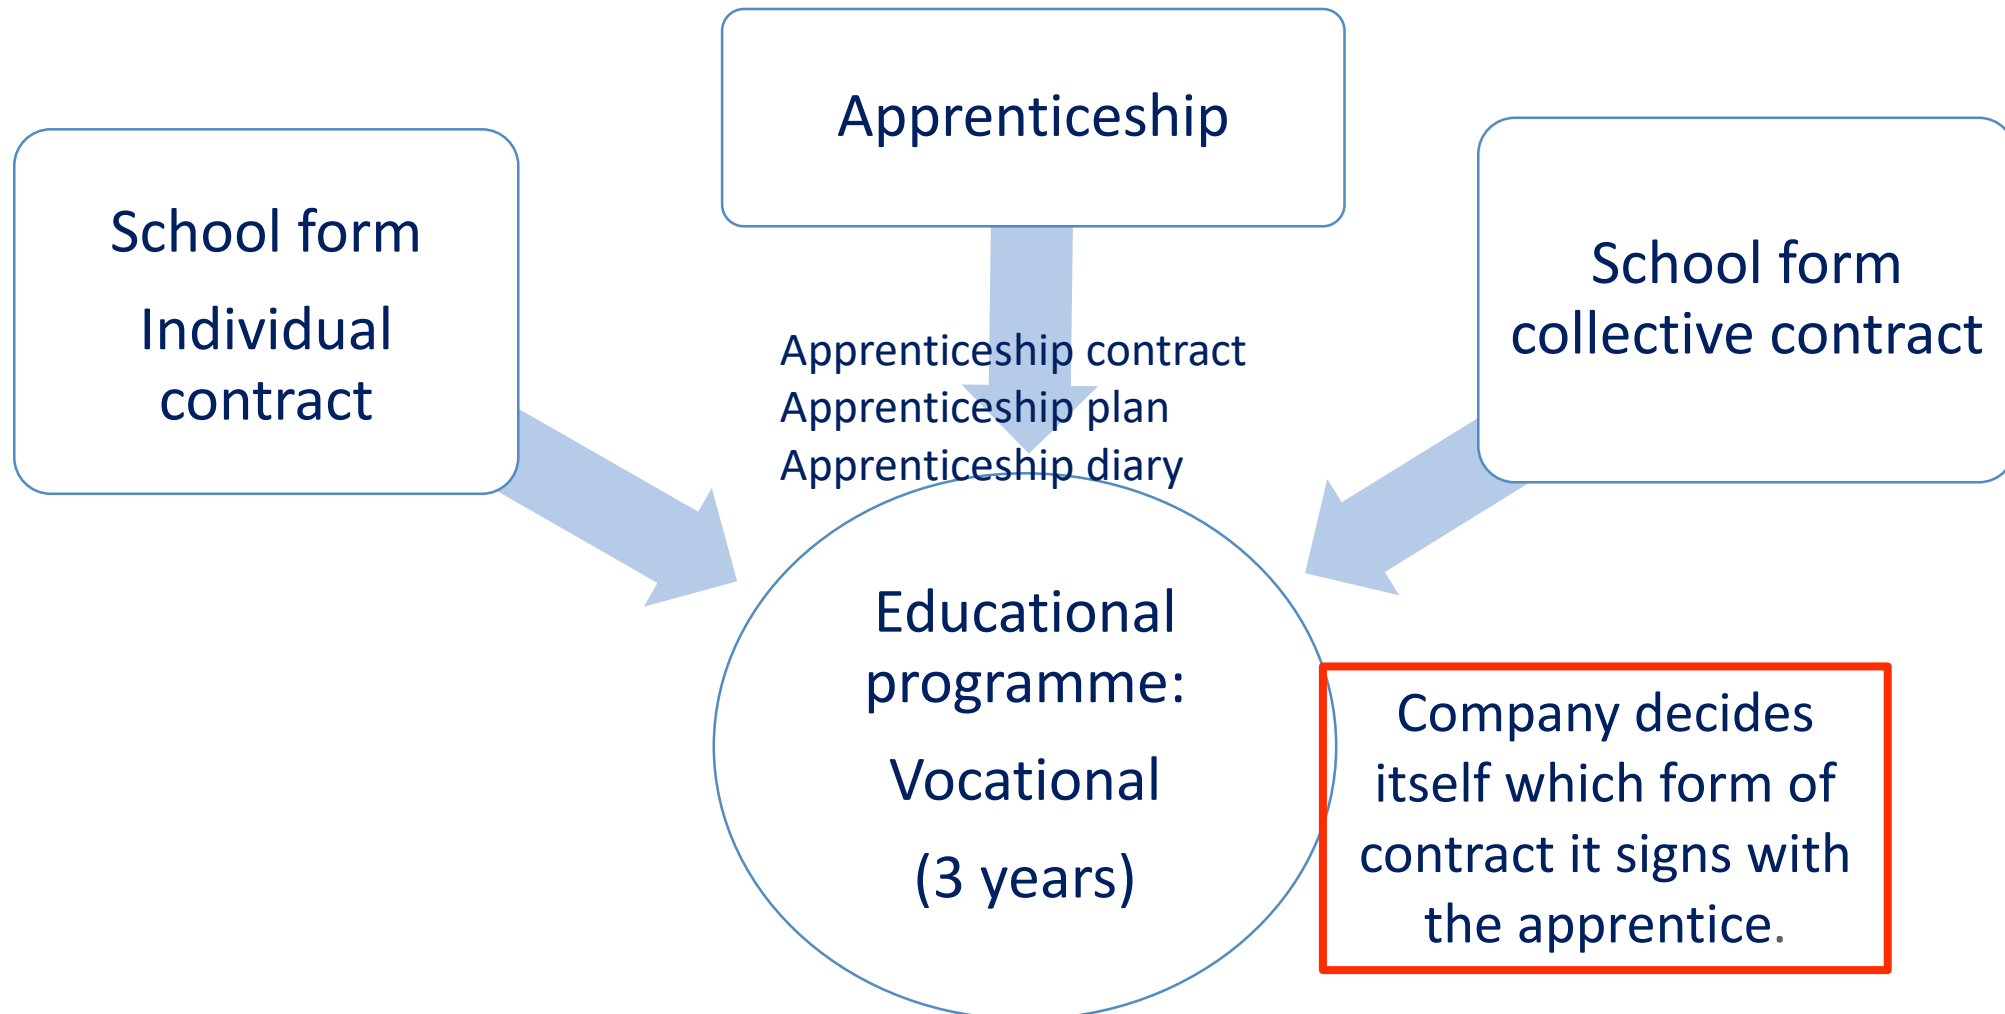 Apprenticeship
School form
Individual
contract
School form
collective contract
Apprenticeship contract
Apprenticeship plan
Apprenticeship diary
Educational
programme:
Vocational
(3 years)
Company decides
itself which form of
contract it signs with
the apprentice.